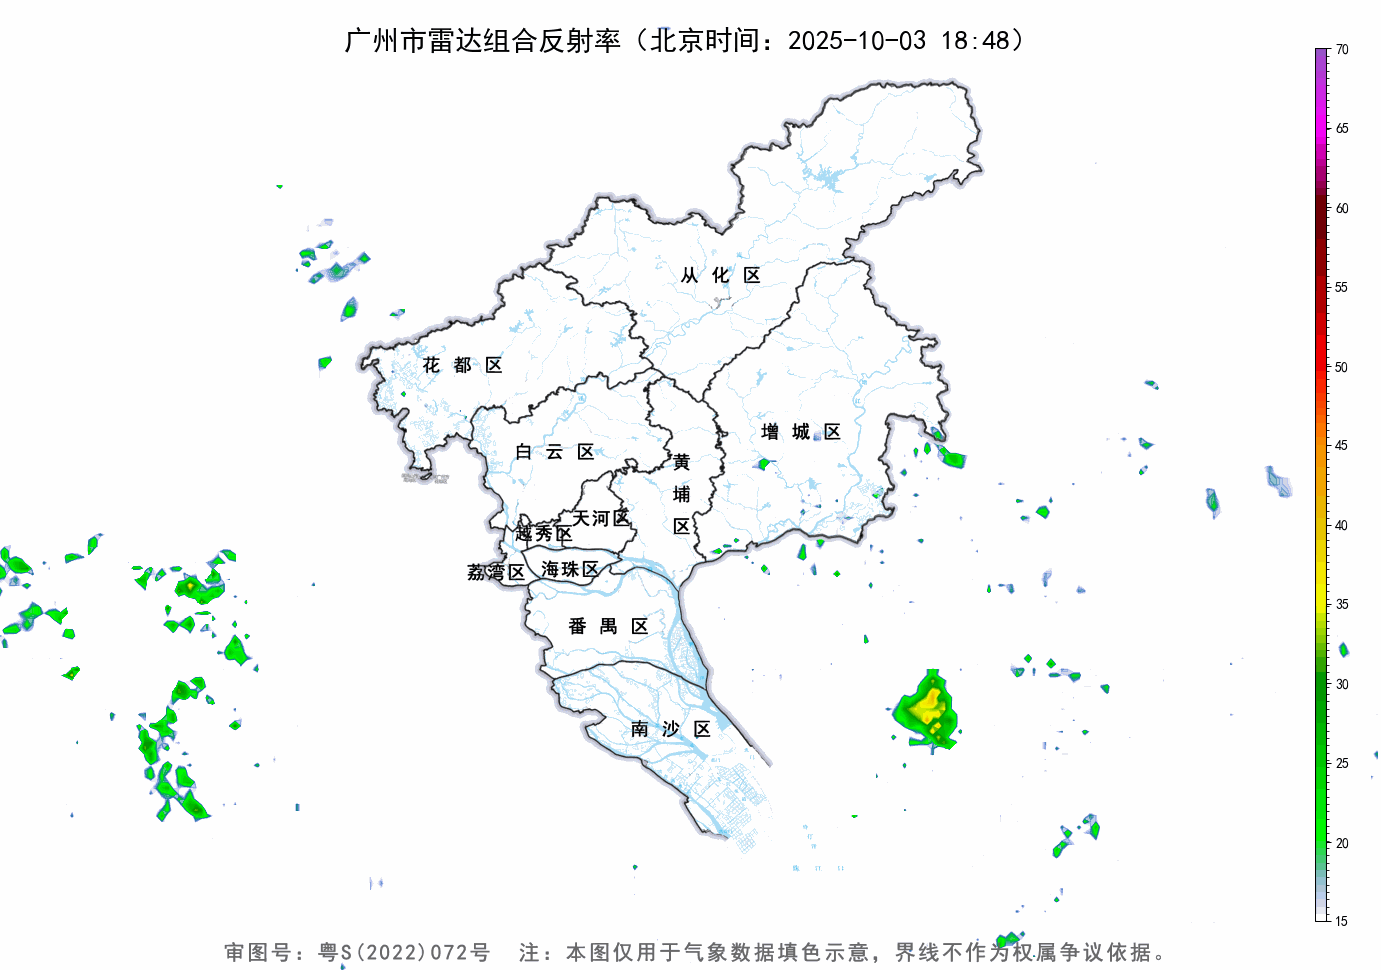 广州市雷达组合反射率（北京时间：2025-10-03 18:48）
70
65
60
55
50
45
40
35
30
25
20
15
从化区
花都区
增城区
白云区
黄埔区
天河区
越秀区
荔湾区
海珠区
番禺区
南沙区
审图号：粤S(2022)072号 注：本图仅用于气象数据填色示意，界线不作为权属争议依据。